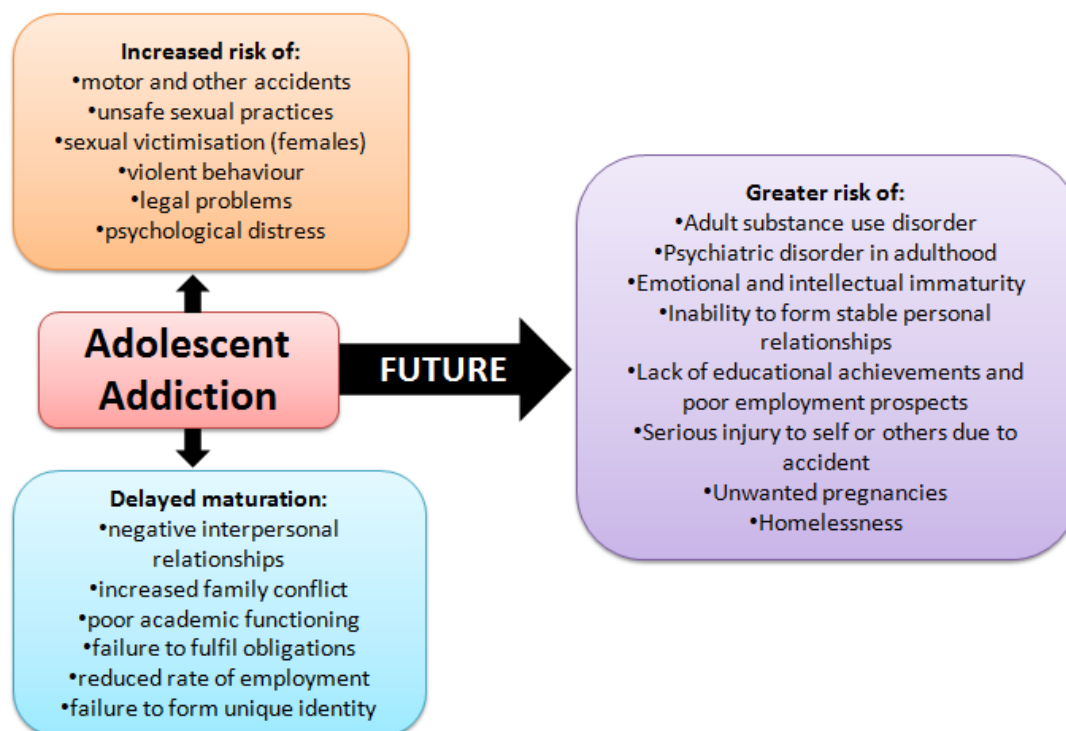 Increased risk of:
•motor and other accidents
•unsafe sexual practices
•sexual victimisation (females)
•violent behaviour
•legal problems
•psychological distress
Adolescent
Addiction
FUTURE
Greater risk of:
•Adult substance use disorder
•Psychiatric disorder in adulthood
•Emotional and intellectual immaturity
•Inability to form stable personal
relationships
•Lack of educational achievements and
poor employment prospects
•Serious injury to self or others due to
accident
•Unwanted pregnancies
•Homelessness
Delayed maturation:
•negative interpersonal
relationships
•increased family conflict
•poor academic functioning
•failure to fulfil obligations
•reduced rate of employment
•failure to form unique identity